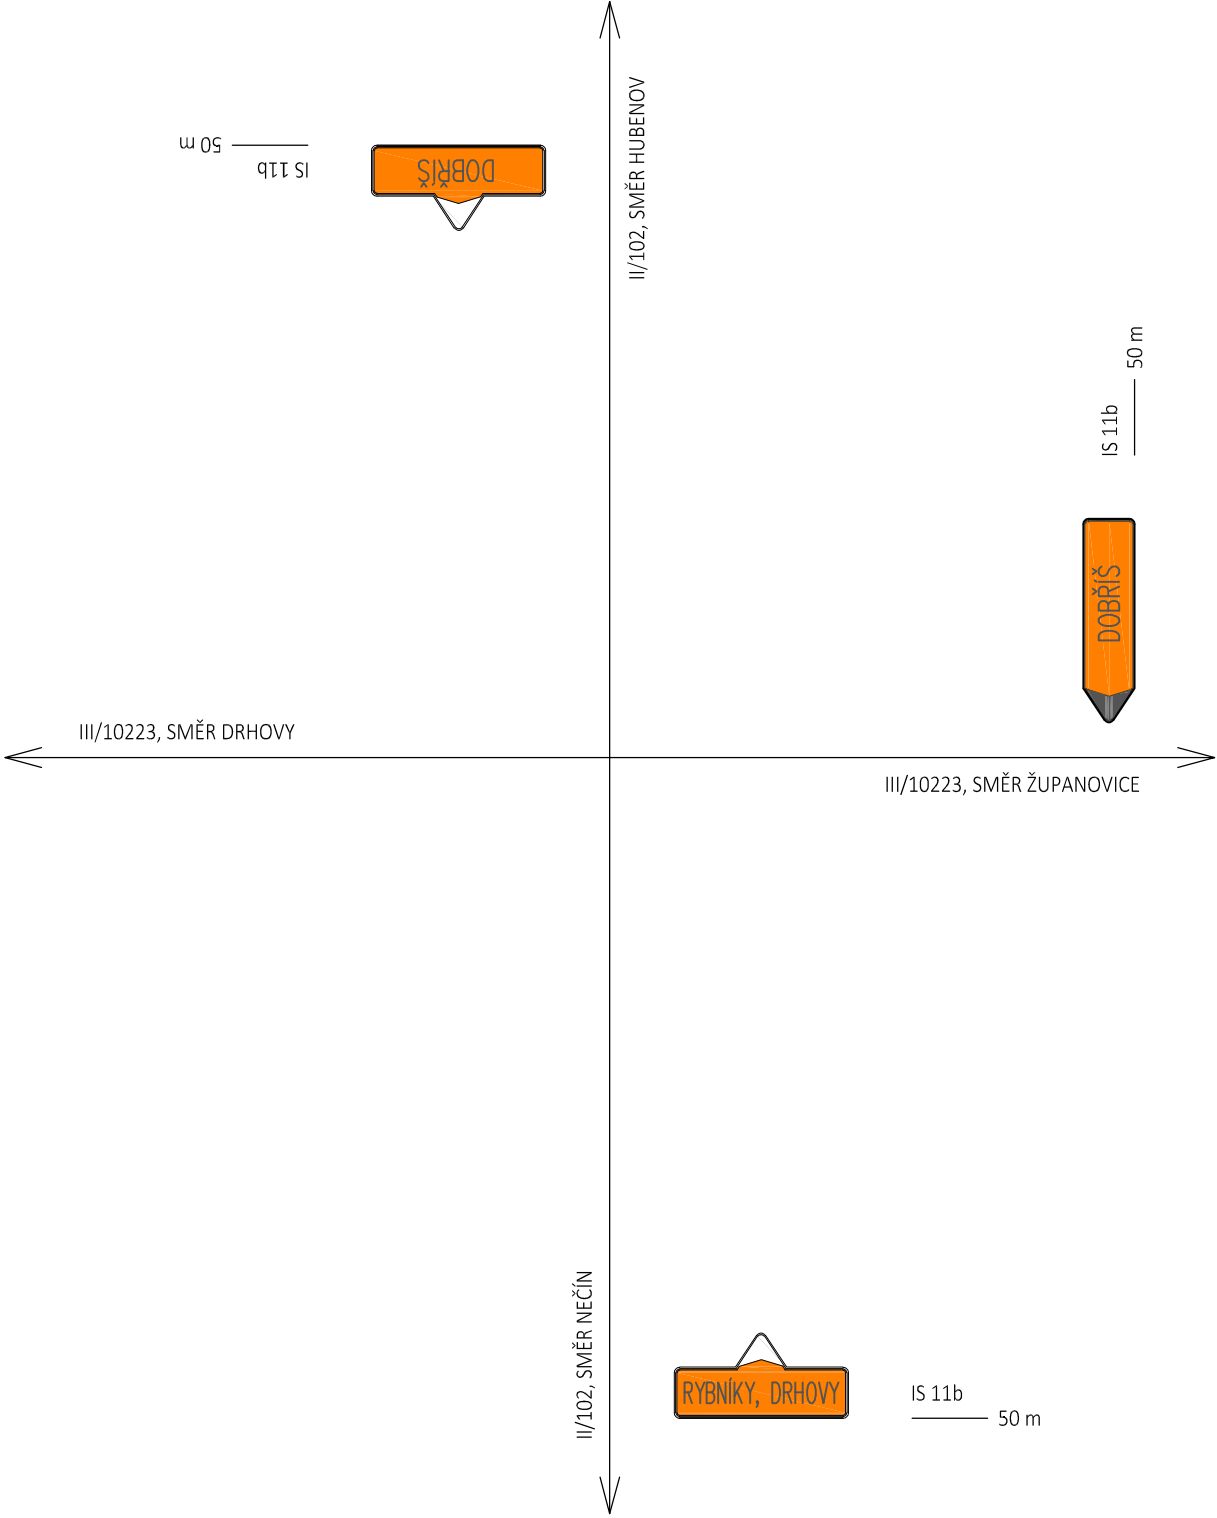 II/102, SMĚR HUBENOV
50 m
IS 11b
DOBŘÍŠ
50 m
IS 11b
DOBŘÍŠ
III/10223, SMĚR DRHOVY
III/10223, SMĚR ŽUPANOVICE
II/102, SMĚR NEČÍN
RYBNÍKY, DRHOVY
IS 11b
50 m